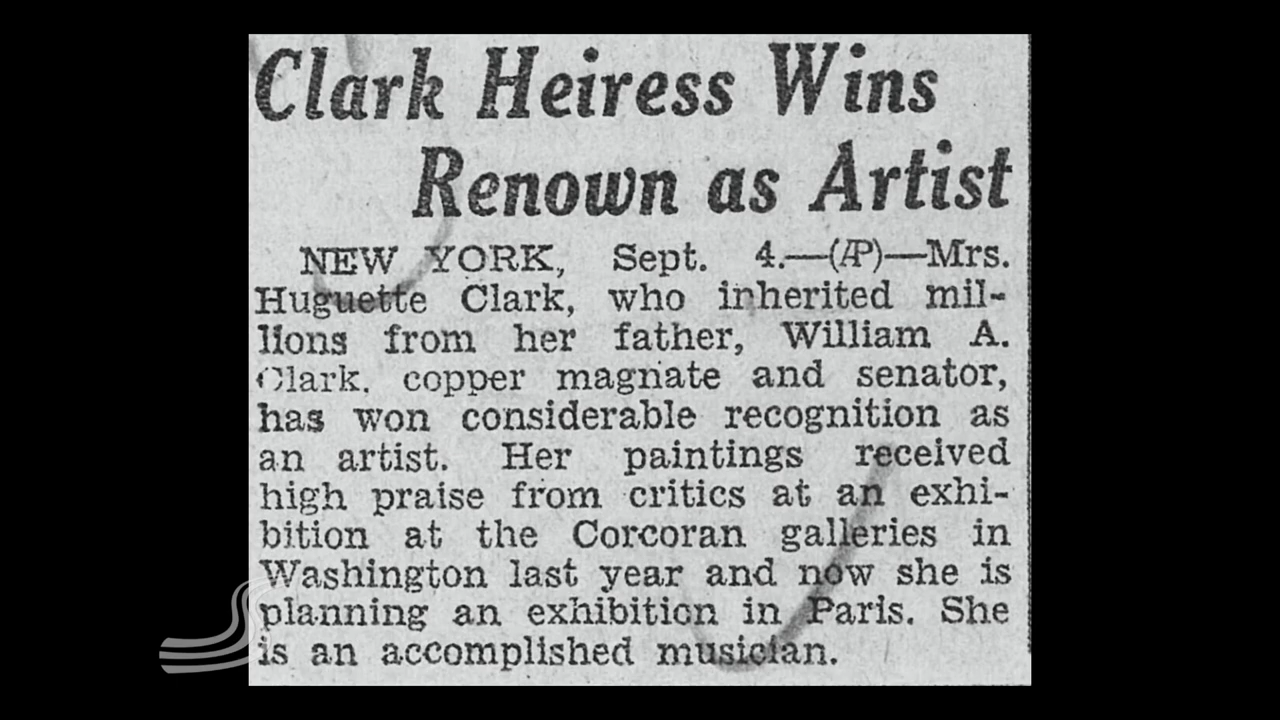 Clark Heiress Wins
Renown as Artist
NEW YORK, Sept. 4.—(AP)—Mrs.
Huguette Clark, who inherited mil-
lions from her father, William A.
Clark, copper magnate and senator,
has won considerable recognition as
an artist. Her paintings received
high praise from critics at an exhi-
bition at the Corcoran galleries in
Washington last year and now she is
planning an exhibition in Paris. She
is an accomplished musician.